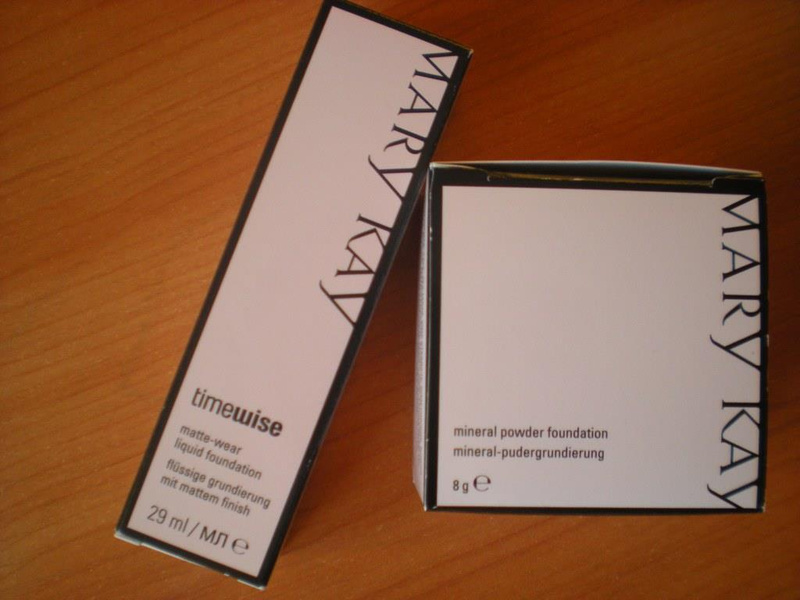 MARY KAY
timewise
matte-wear
liquid foundation
flüssige grundierung
mit mattem finish
29 ml / МЛ ℮
MARY KAY
mineral powder foundation
mineral-pudergrundierung
8 g ℮